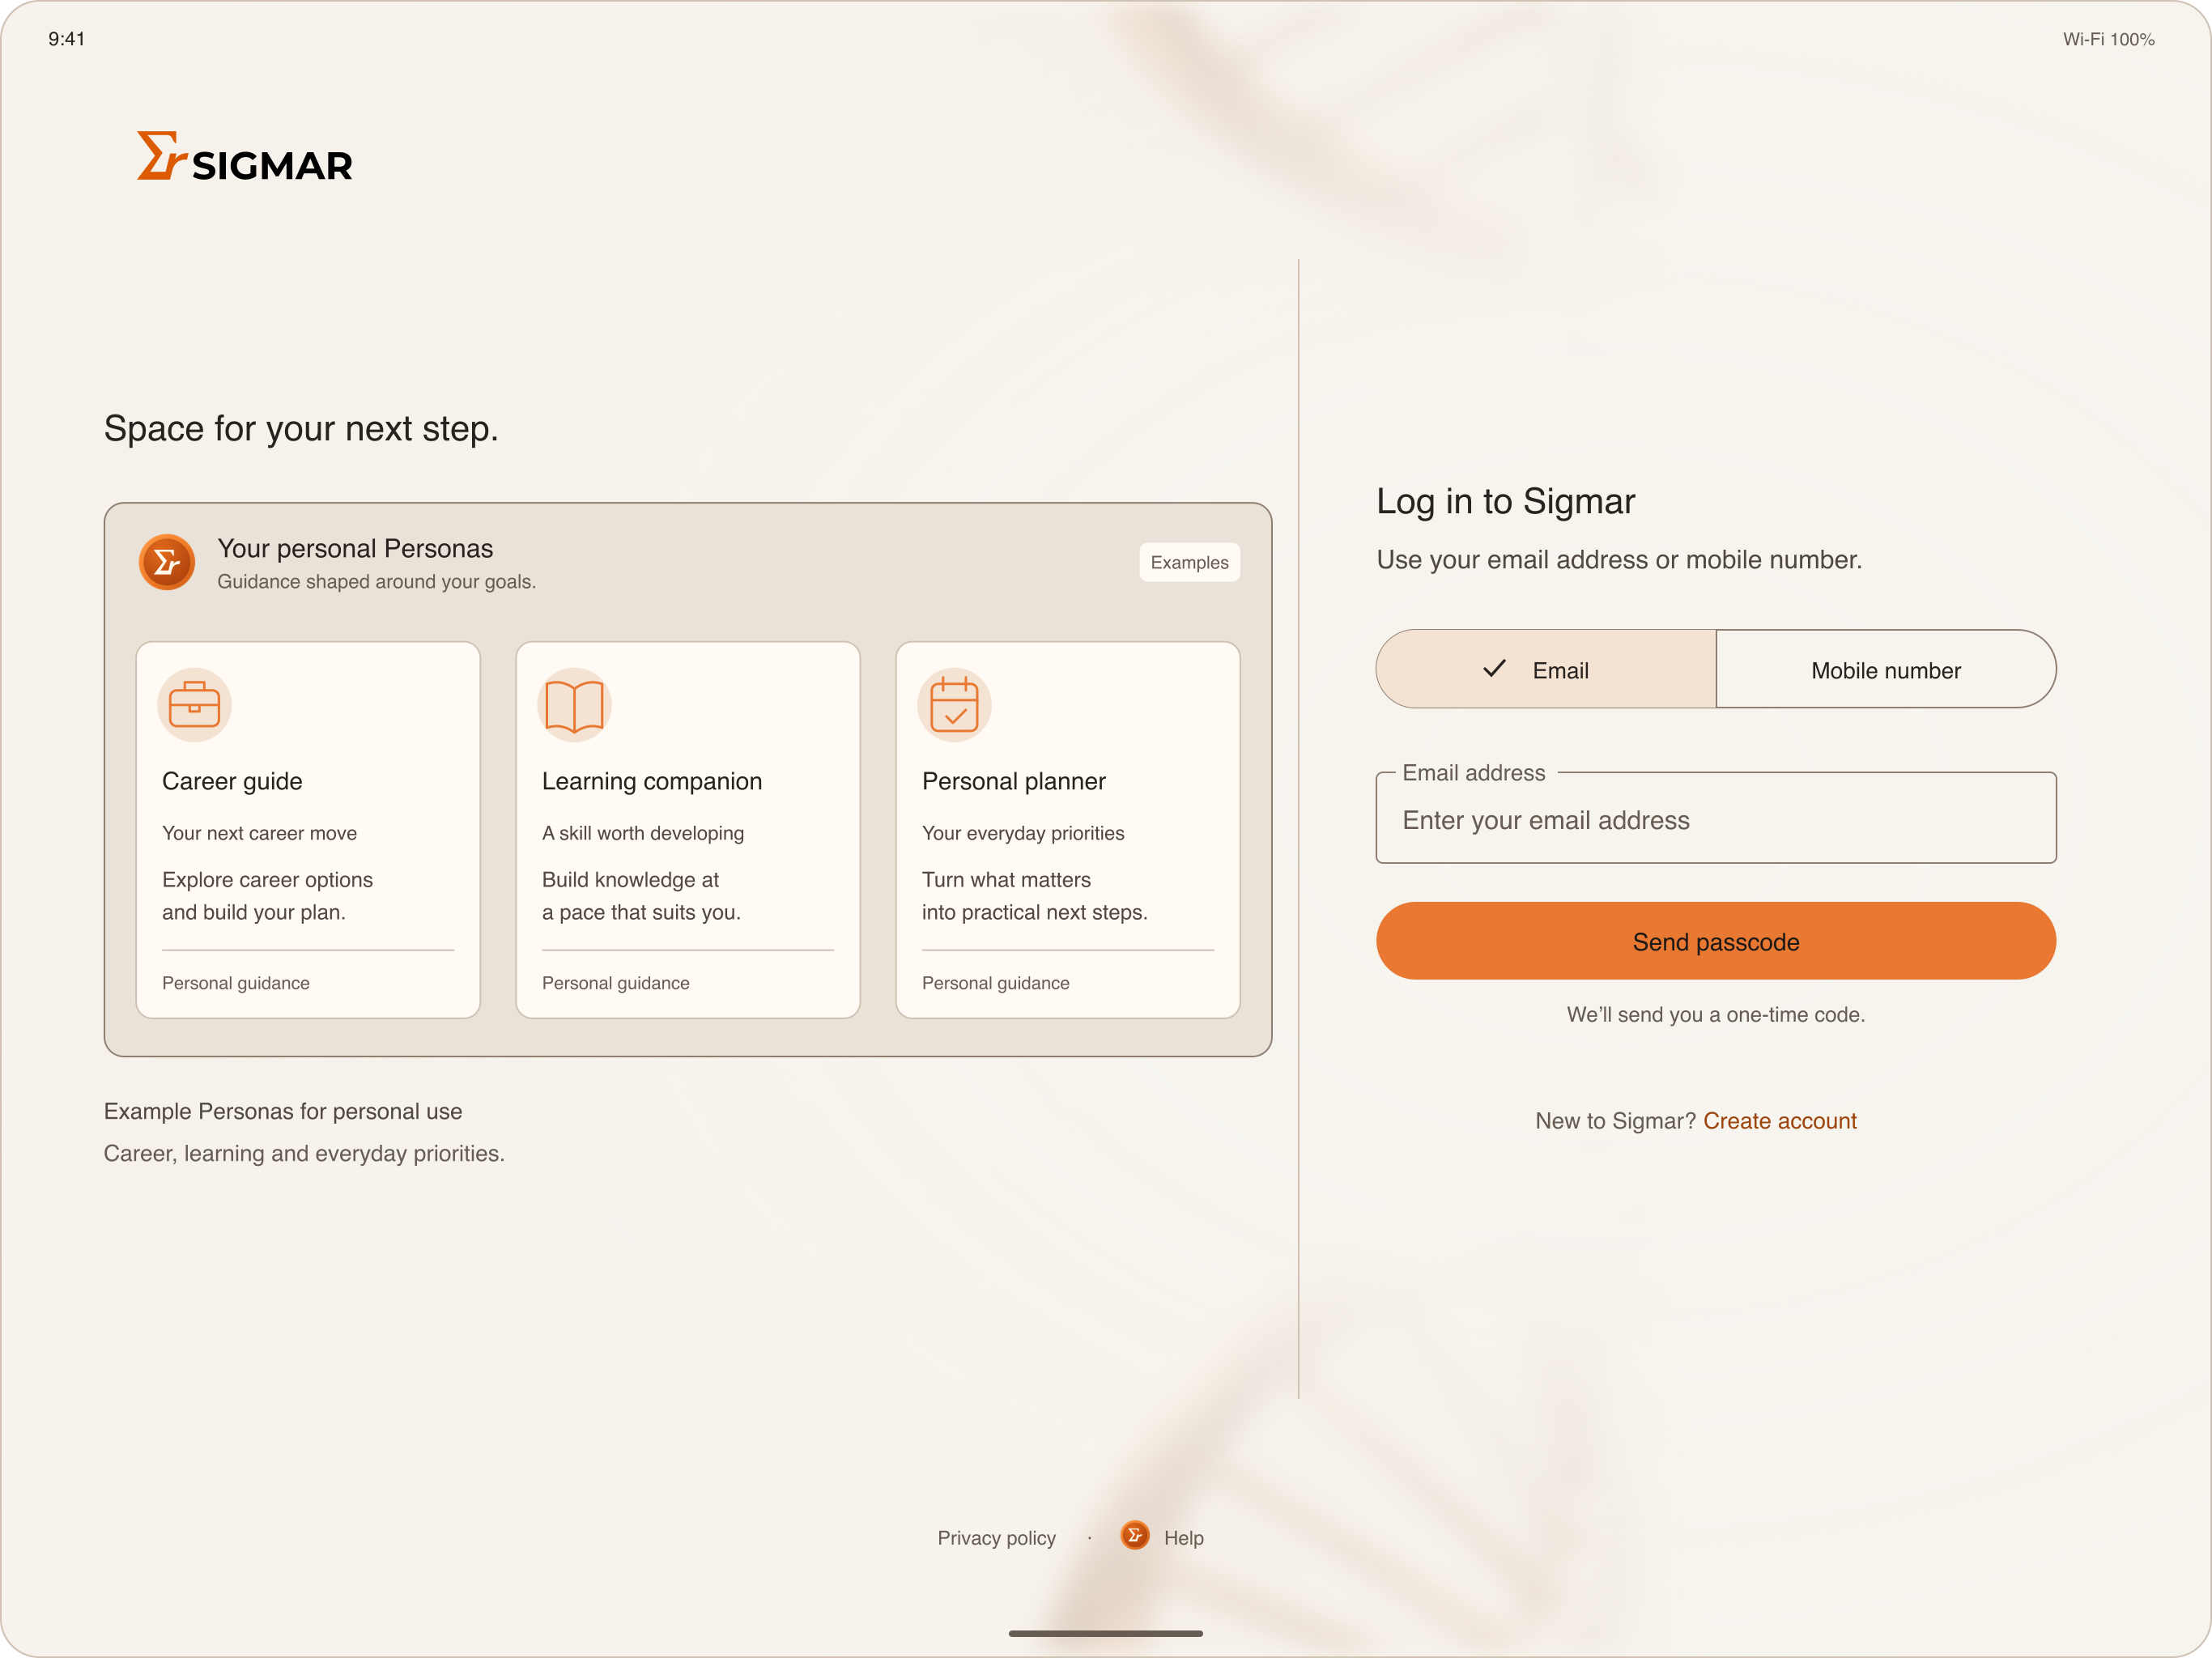 9:41
Wi-Fi 100%
Σr SIGMAR
Space for your next step.
Your personal Personas
Guidance shaped around your goals.
Examples
Career guide
Your next career move
Explore career options
and build your plan.
Personal guidance
Learning companion
A skill worth developing
Build knowledge at
a pace that suits you.
Personal guidance
Personal planner
Your everyday priorities
Turn what matters
into practical next steps.
Personal guidance
Example Personas for personal use
Career, learning and everyday priorities.
Log in to Sigmar
Use your email address or mobile number.
Email
Mobile number
Email address
Enter your email address
Send passcode
We’ll send you a one-time code.
New to Sigmar? Create account
Privacy policy · Σr Help